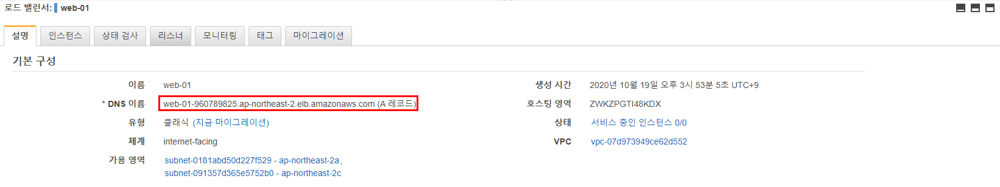 로드 밸런서: web-01
설명 인스턴스 상태 검사 리스너 모니터링 태그 마이그레이션
기본 구성
이름 web-01 생성 시간 2020년 10월 19일 오후 3시 53분 5초 UTC+9
* DNS 이름 web-01-960789825.ap-northeast-2.elb.amazonaws.com (A 레코드) 호스팅 영역 ZWKZPGTI48KDX
유형 클래식 (지금 마이그레이션) 상태 서비스 중인 인스턴스 0/0
체계 internet-facing VPC vpc-07d973949ce62d552
가용 영역 subnet-0181abd50d227f529 - ap-northeast-2a,
subnet-091357d365e5752b0 - ap-northeast-2c